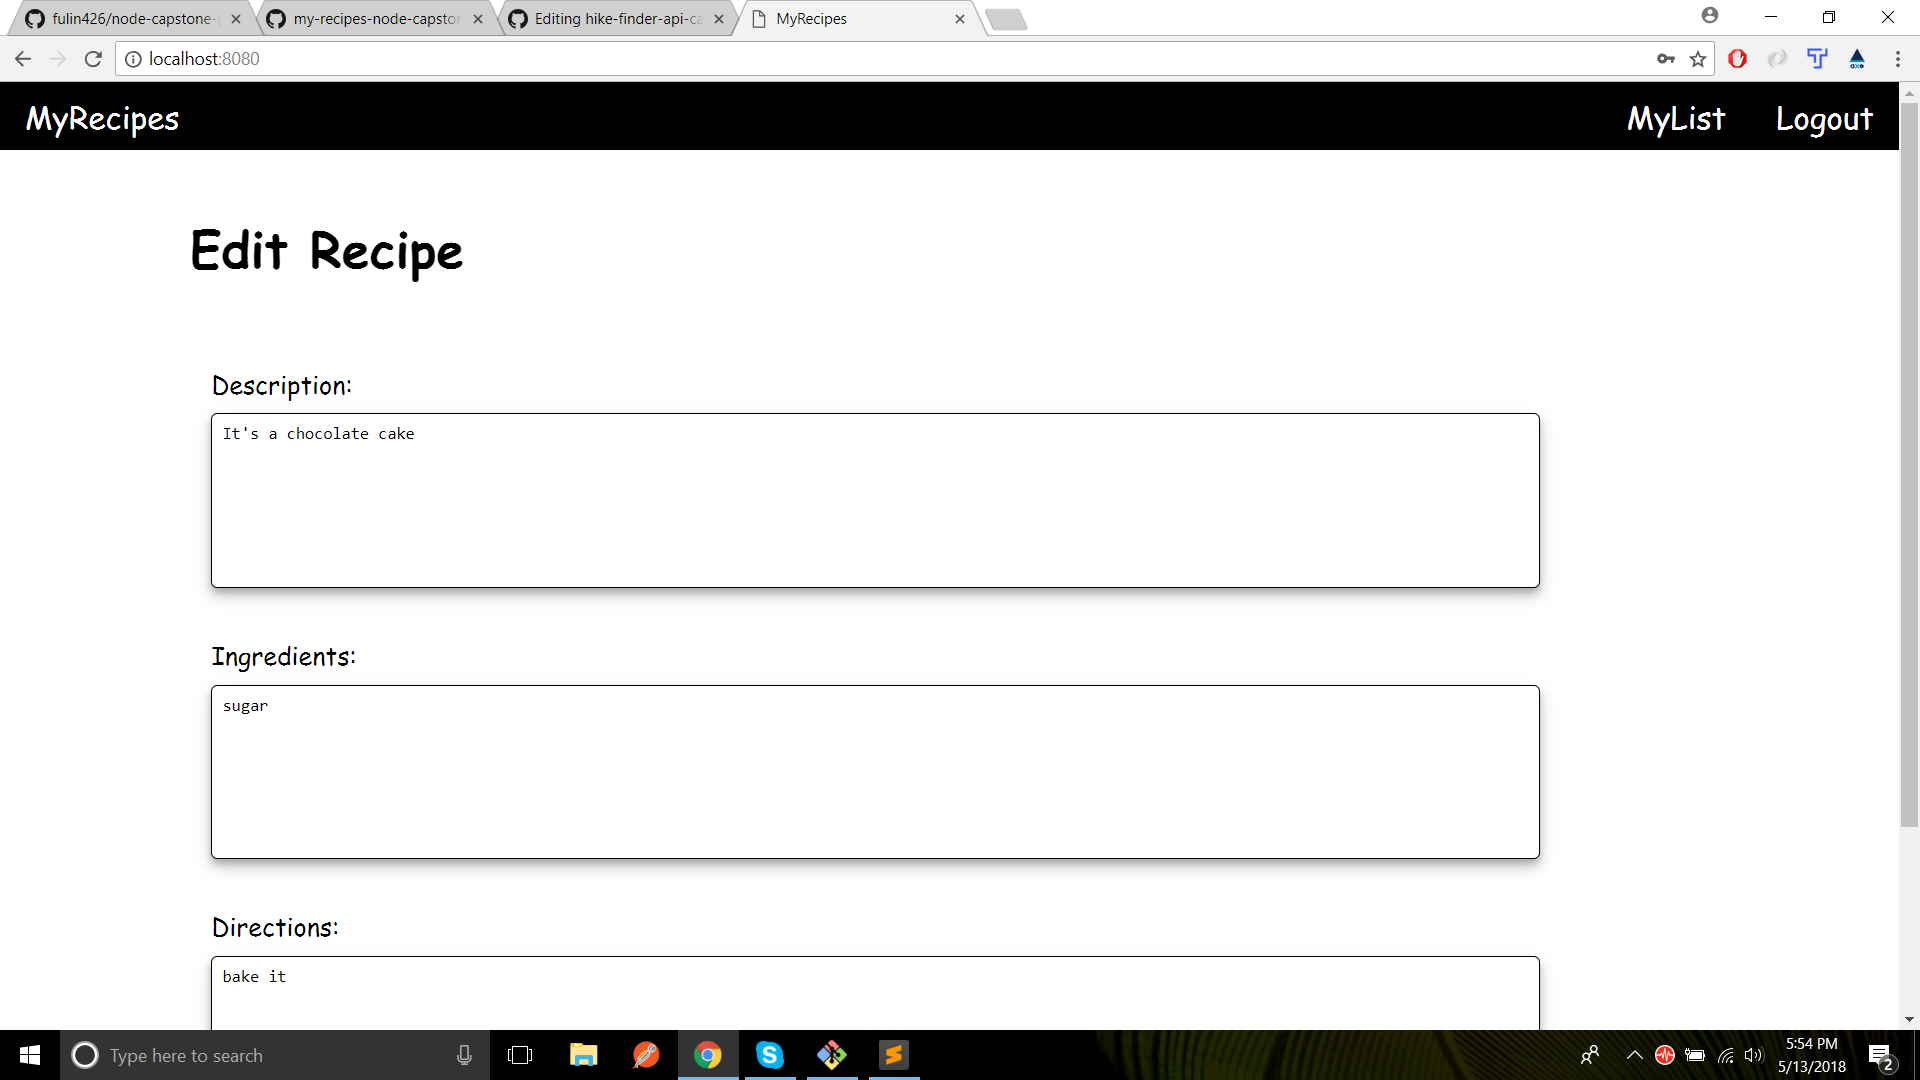 fulin426/node-capstone-
my-recipes-node-capston
Editing hike-finder-api-ca
MyRecipes
localhost:8080
MyRecipes
MyList
Logout
Edit Recipe
Description:
It's a chocolate cake
Ingredients:
sugar
Directions:
bake it
Type here to search
5:54 PM
5/13/2018
2